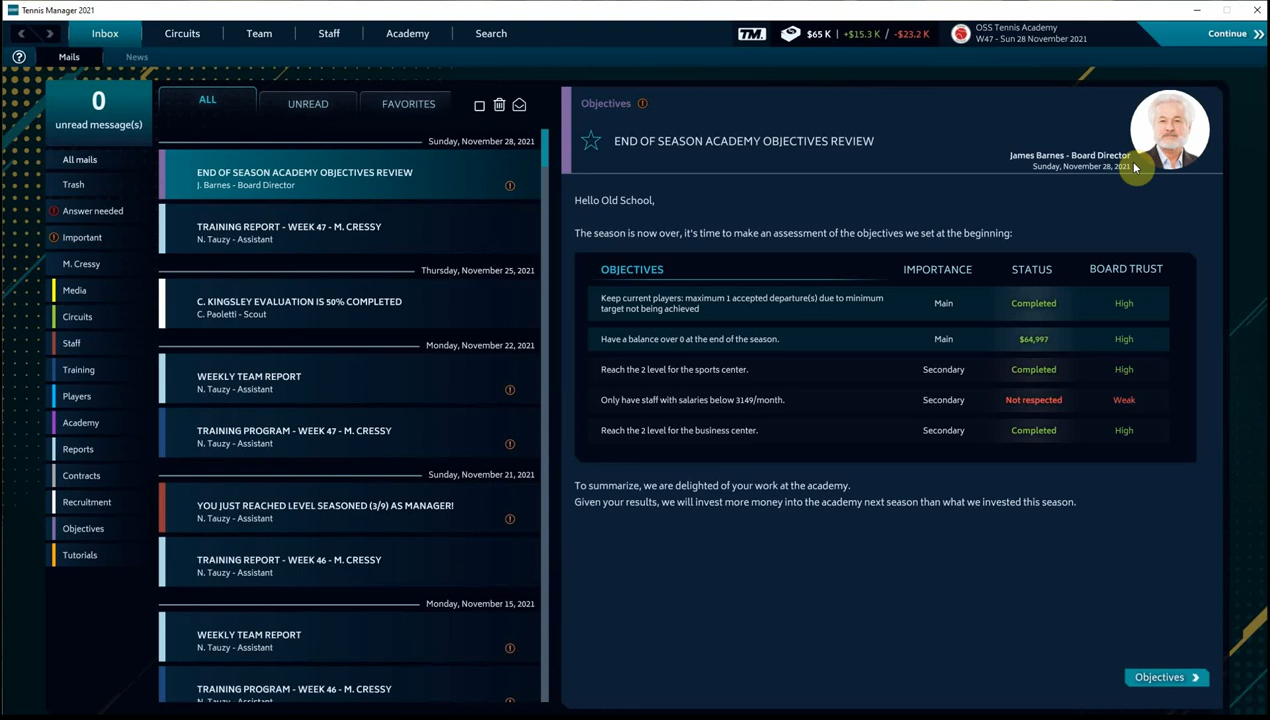 Tennis Manager 2021
Inbox
Circuits
Team
Staff
Academy
Search
TM.
$65 K
+$15.3 K / -$23.2 K
OSS Tennis Academy
W47 - Sun 28 November 2021
Continue
Mails
News
0
unread message(s)
All mails
Trash
Answer needed
Important
M. Cressy
Media
Circuits
Staff
Training
Players
Academy
Reports
Contracts
Recruitment
Objectives
Tutorials
ALL
UNREAD
FAVORITES
Sunday, November 28, 2021
END OF SEASON ACADEMY OBJECTIVES REVIEW
J. Barnes - Board Director
TRAINING REPORT - WEEK 47 - M. CRESSY
N. Tauzy - Assistant
Thursday, November 25, 2021
C. KINGSLEY EVALUATION IS 50% COMPLETED
C. Paoletti - Scout
Monday, November 22, 2021
WEEKLY TEAM REPORT
N. Tauzy - Assistant
TRAINING PROGRAM - WEEK 47 - M. CRESSY
N. Tauzy - Assistant
Sunday, November 21, 2021
YOU JUST REACHED LEVEL SEASONED (3/9) AS MANAGER!
N. Tauzy - Assistant
TRAINING REPORT - WEEK 46 - M. CRESSY
N. Tauzy - Assistant
Monday, November 15, 2021
WEEKLY TEAM REPORT
N. Tauzy - Assistant
TRAINING PROGRAM - WEEK 46 - M. CRESSY
N. Tauzy - Assistant
Objectives
END OF SEASON ACADEMY OBJECTIVES REVIEW
James Barnes - Board Director
Sunday, November 28, 2021
Hello Old School,
The season is now over, it's time to make an assessment of the objectives we set at the beginning:
OBJECTIVES IMPORTANCE STATUS BOARD TRUST
Keep current players: maximum 1 accepted departure(s) due to minimum
target not being achieved
Main Completed High
Have a balance over 0 at the end of the season. Main $64,997 High
Reach the 2 level for the sports center. Secondary Completed High
Only have staff with salaries below 3149/month. Secondary Not respected Weak
Reach the 2 level for the business center. Secondary Completed High
To summarize, we are delighted of your work at the academy.
Given your results, we will invest more money into the academy next season than what we invested this season.
Objectives